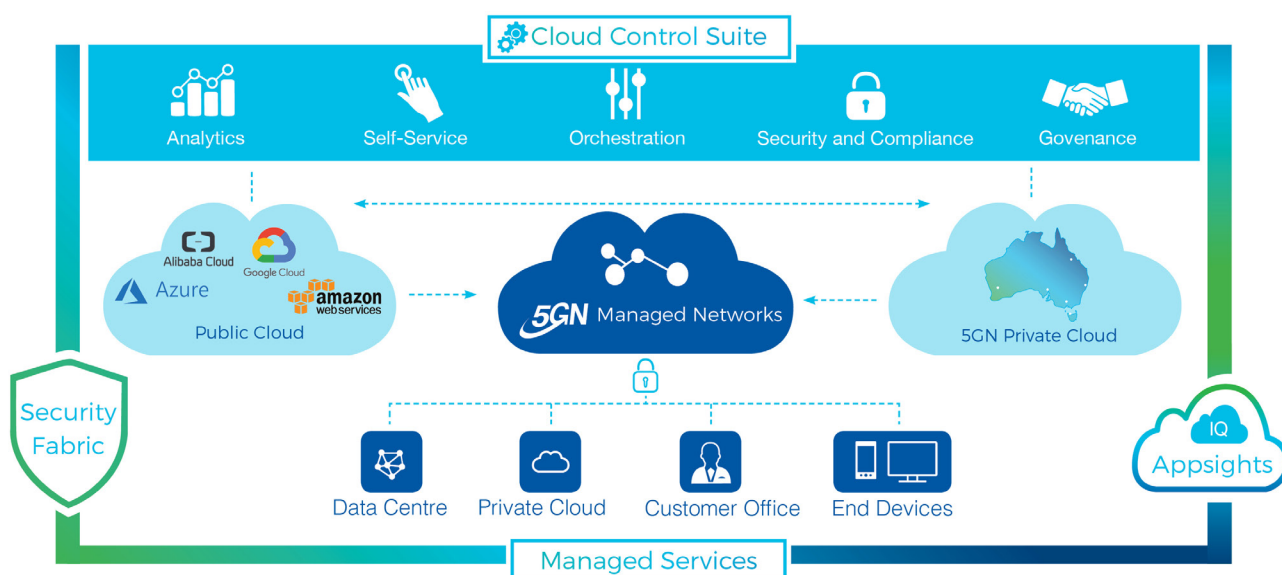 Cloud Control Suite
Analytics
Self-Service
Orchestration
Security and Compliance
Govenance
Alibaba Cloud
Google Cloud
Azure
amazon
webservices
Public Cloud
5GN Managed Networks
5GN Private Cloud
Security
Fabric
IQ
Appsights
Data Centre
Private Cloud
Customer Office
End Devices
Managed Services